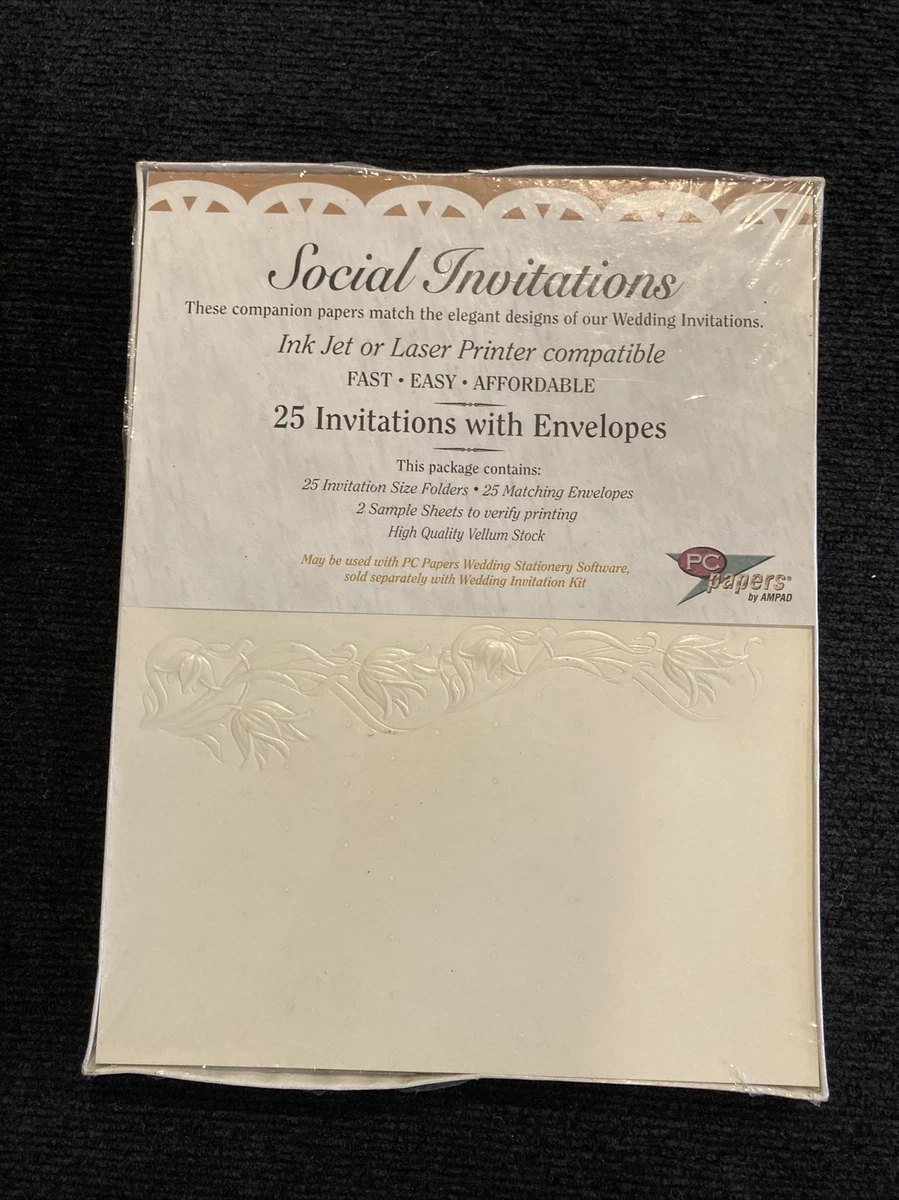 Social Invitations
These companion papers match the elegant designs of our Wedding Invitations.
Ink Jet or Laser Printer compatible
FAST • EASY • AFFORDABLE
25 Invitations with Envelopes
This package contains:
25 Invitation Size Folders • 25 Matching Envelopes
2 Sample Sheets to verify printing
High Quality Vellum Stock
May be used with PC Papers Wedding Stationery Software,
sold separately with Wedding Invitation Kit
PC
papers®
by AMPAD